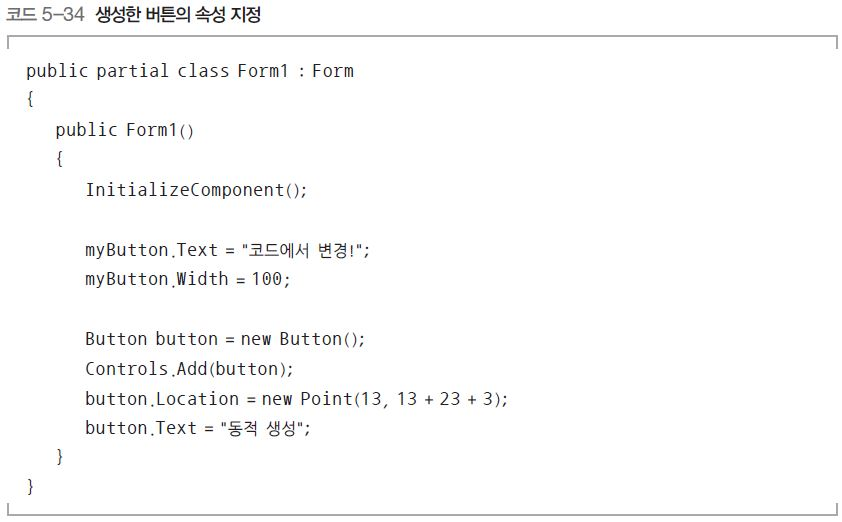 코드 5-34 생성한 버튼의 속성 지정
public partial class Form1 : Form
{
public Form1()
{
InitializeComponent();
myButton.Text = "코드에서 변경!";
myButton.Width = 100;
Button button = new Button();
Controls.Add(button);
button.Location = new Point(13, 13 + 23 + 3);
button.Text = "동적 생성";
}
}